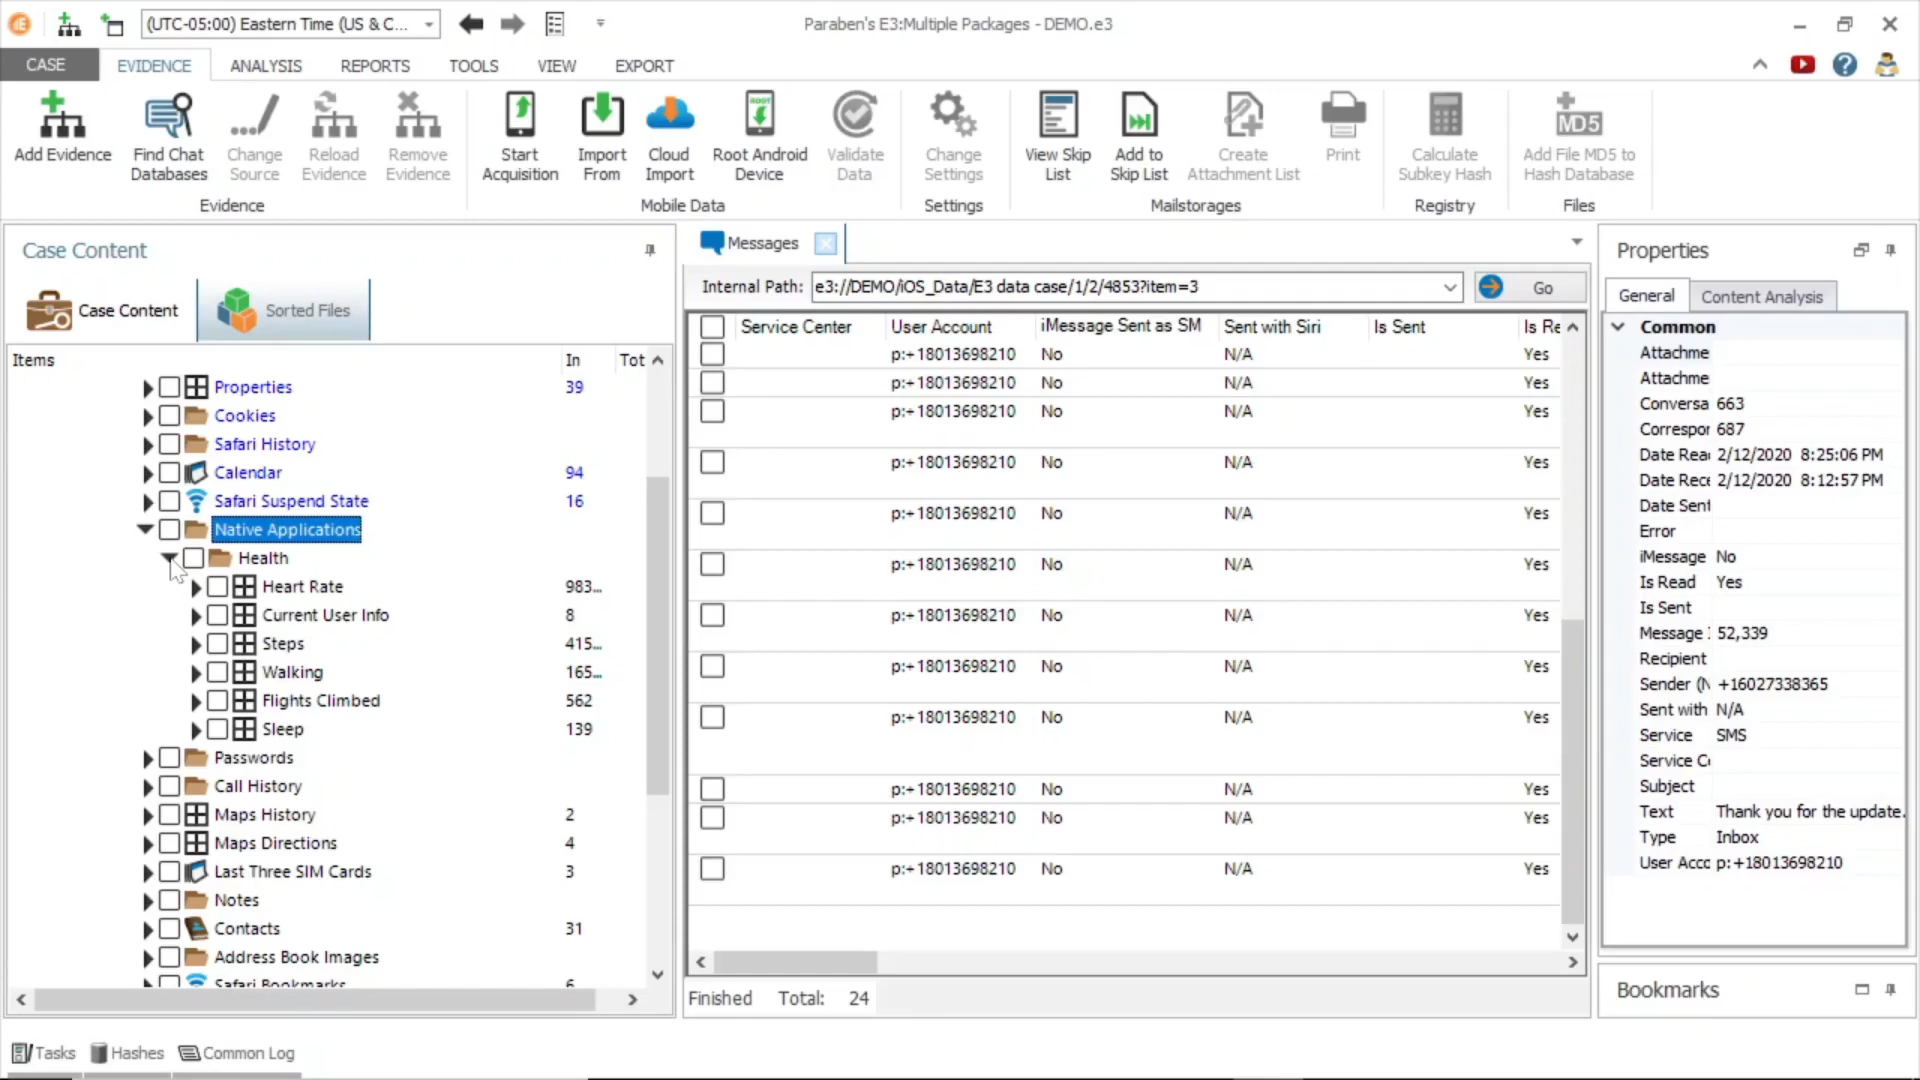 (UTC-05:00) Eastern Time (US & C...
Paraben's E3:Multiple Packages - DEMO.e3
CASE EVIDENCE ANALYSIS REPORTS TOOLS VIEW EXPORT
Add Evidence
Find Chat Databases
Change Source
Reload Evidence
Remove Evidence
Start Acquisition
Import From
Cloud Import
Root Android Device
Validate Data
Change Settings
View Skip List
Add to Skip List
Create Attachment List
Print
Calculate Subkey Hash
MD5
Add File MD5 to Hash Database
Evidence Mobile Data Settings Mailstorages Registry Files
Case Content
Case Content Sorted Files
Items In Tot
Properties 39
Cookies
Safari History
Calendar 94
Safari Suspend State 16
Native Applications
Health
Heart Rate 983...
Current User Info 8
Steps 415...
Walking 165...
Flights Climbed 562
Sleep 139
Passwords
Call History
Maps History 2
Maps Directions 4
Last Three SIM Cards 3
Notes
Contacts 31
Address Book Images
Safari Bookmarks 6
Messages
Internal Path: e3://DEMO/iOS_Data/E3 data case/1/2/4853?item=3 Go
Service Center User Account iMessage Sent as SM Sent with Siri Is Sent Is Re
p:+18013698210 No N/A Yes
p:+18013698210 No N/A Yes
p:+18013698210 No N/A Yes
p:+18013698210 No N/A Yes
p:+18013698210 No N/A Yes
p:+18013698210 No N/A Yes
p:+18013698210 No N/A Yes
p:+18013698210 No N/A Yes
p:+18013698210 No N/A Yes
p:+18013698210 No N/A Yes
p:+18013698210 No N/A Yes
p:+18013698210 No N/A Yes
Finished Total: 24
Properties
General Content Analysis
Common
Attachme
Attachme
Conversa 663
Correspor 687
Date Rea 2/12/2020 8:25:06 PM
Date Rece 2/12/2020 8:12:57 PM
Date Sent
Error
iMessage No
Is Read Yes
Is Sent
Message 52,339
Recipient
Sender (N +16027338365
Sent with N/A
Service SMS
Service C
Subject
Text Thank you for the update.
Type Inbox
User Acco p:+18013698210
Bookmarks
Tasks Hashes Common Log